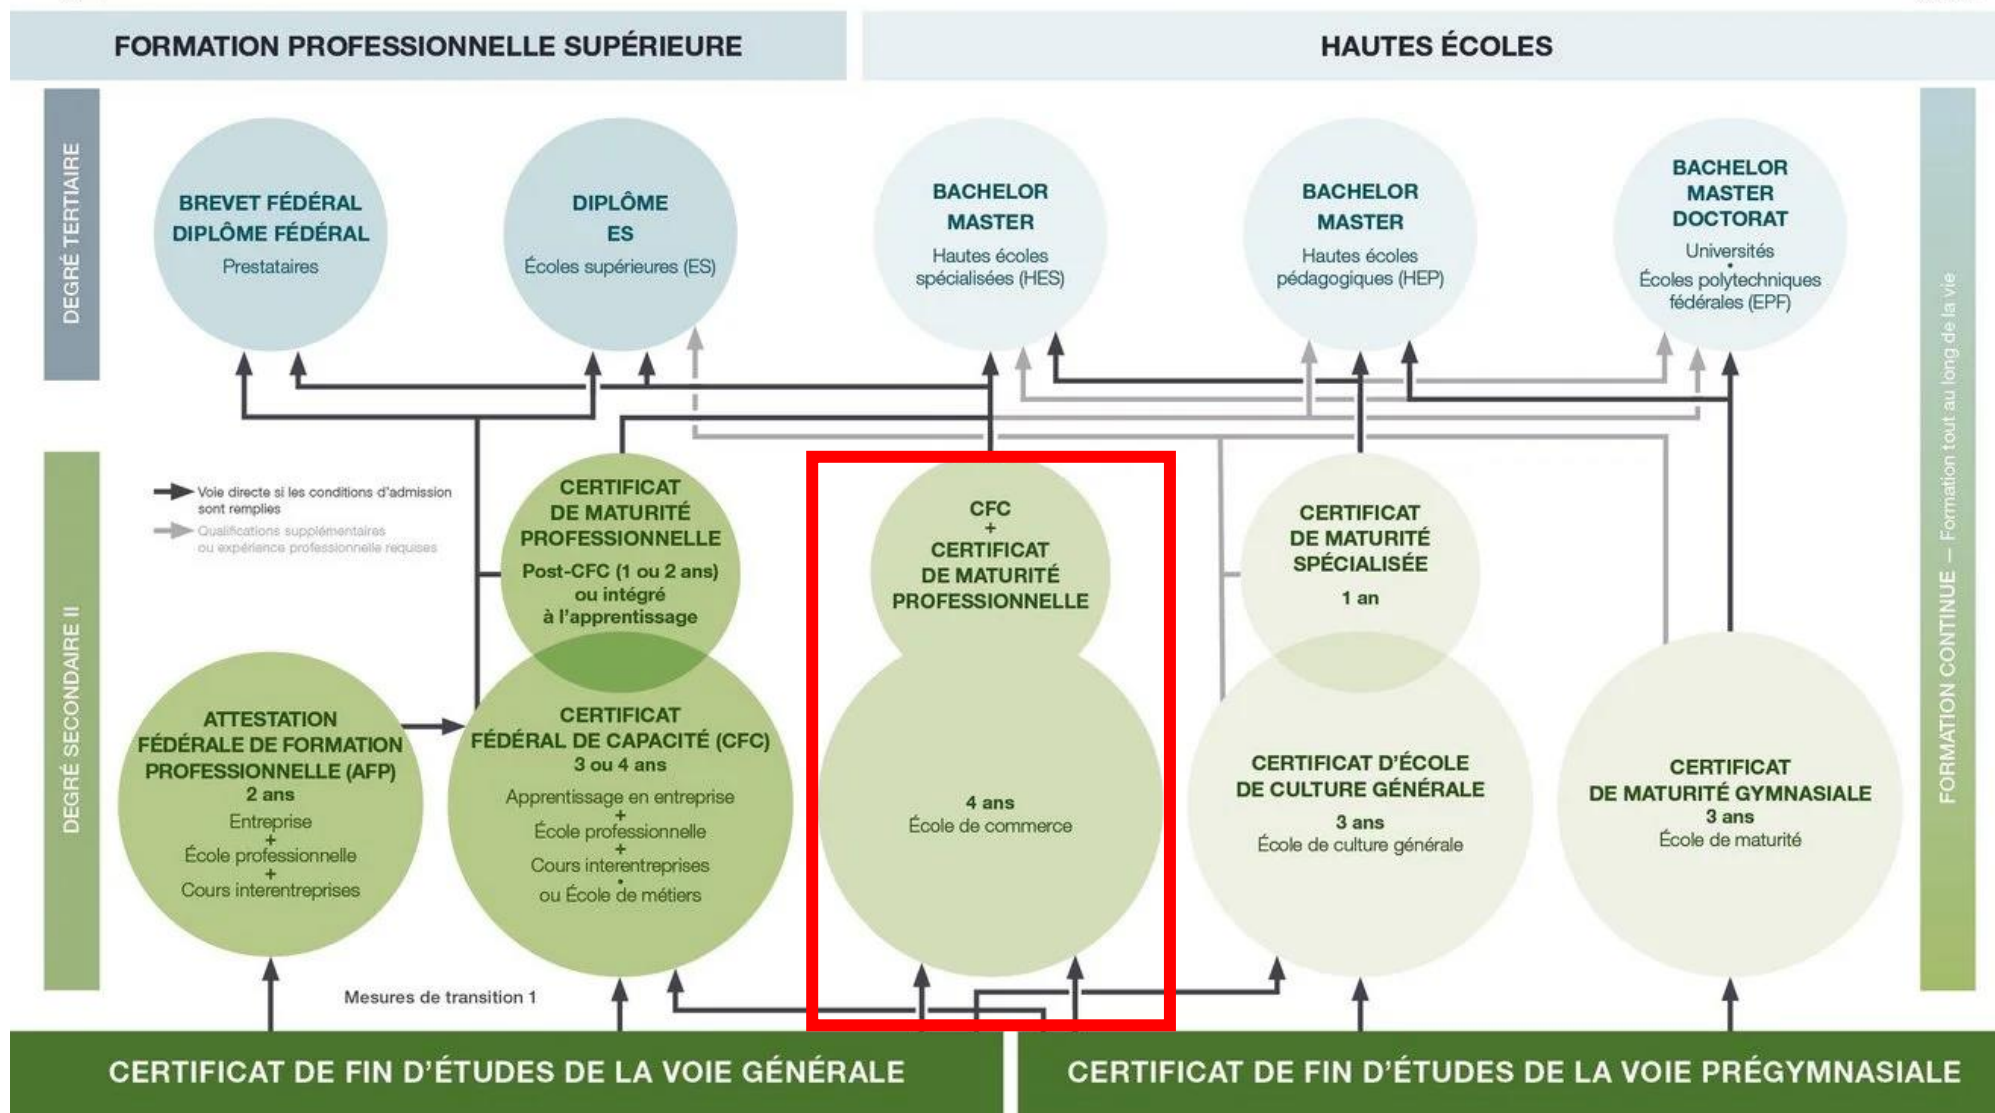 FORMATION PROFESSIONNELLE SUPÉRIEURE
HAUTES ÉCOLES
DEGRÉ TERTIAIRE
BREVET FÉDÉRAL
DIPLÔME FÉDÉRAL
Prestataires
DIPLÔME
ES
Écoles supérieures (ES)
BACHELOR
MASTER
Hautes écoles
spécialisées (HES)
BACHELOR
MASTER
Hautes écoles
pédagogiques (HEP)
BACHELOR
MASTER
DOCTORAT
Universités
•
Écoles polytechniques
fédérales (EPF)
FORMATION CONTINUE — Formation tout au long de la vie
DEGRÉ SECONDAIRE II
Voie directe si les conditions d'admission
sont remplies
Qualifications supplémentaires
ou expérience professionnelle requises
CERTIFICAT
DE MATURITÉ
PROFESSIONNELLE
Post-CFC (1 ou 2 ans)
ou intégré
à l'apprentissage
CFC
+
CERTIFICAT
DE MATURITÉ
PROFESSIONNELLE
CERTIFICAT
DE MATURITÉ
SPÉCIALISÉE
1 an
ATTESTATION
FÉDÉRALE DE FORMATION
PROFESSIONNELLE (AFP)
2 ans
Entreprise
+
École professionnelle
+
Cours interentreprises
CERTIFICAT
FÉDÉRAL DE CAPACITÉ (CFC)
3 ou 4 ans
Apprentissage en entreprise
+
École professionnelle
+
Cours interentreprises
•
ou École de métiers
4 ans
École de commerce
CERTIFICAT D'ÉCOLE
DE CULTURE GÉNÉRALE
3 ans
École de culture générale
CERTIFICAT
DE MATURITÉ GYMNASIALE
3 ans
École de maturité
Mesures de transition 1
CERTIFICAT DE FIN D'ÉTUDES DE LA VOIE GÉNÉRALE
CERTIFICAT DE FIN D'ÉTUDES DE LA VOIE PRÉGYMNASIALE